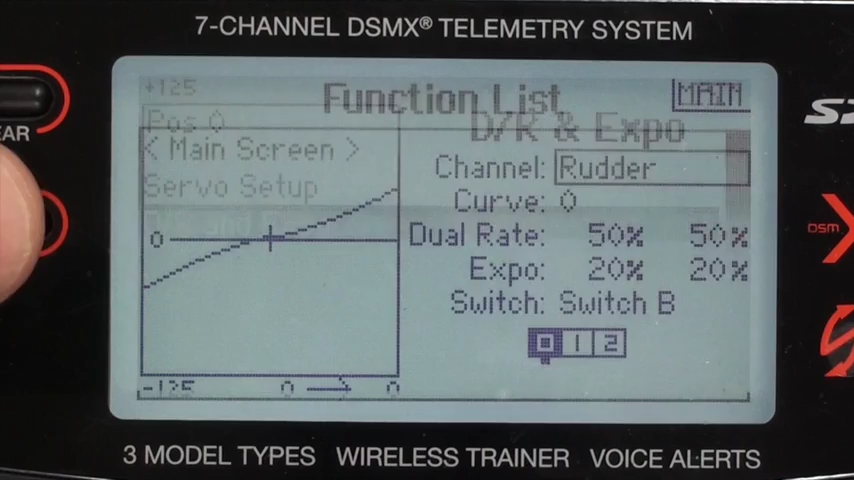 7-CHANNEL DSMX® TELEMETRY SYSTEM
+125
Function List
MAIN
Pos 0
D/R & Expo
< Main Screen >
Channel: Rudder
Servo Setup
Curve: 0
0
Dual Rate: 50% 50%
Expo: 20% 20%
Switch: Switch B
0 1 2
-125 0 → 0
3 MODEL TYPES WIRELESS TRAINER VOICE ALERTS
EAR
DSM